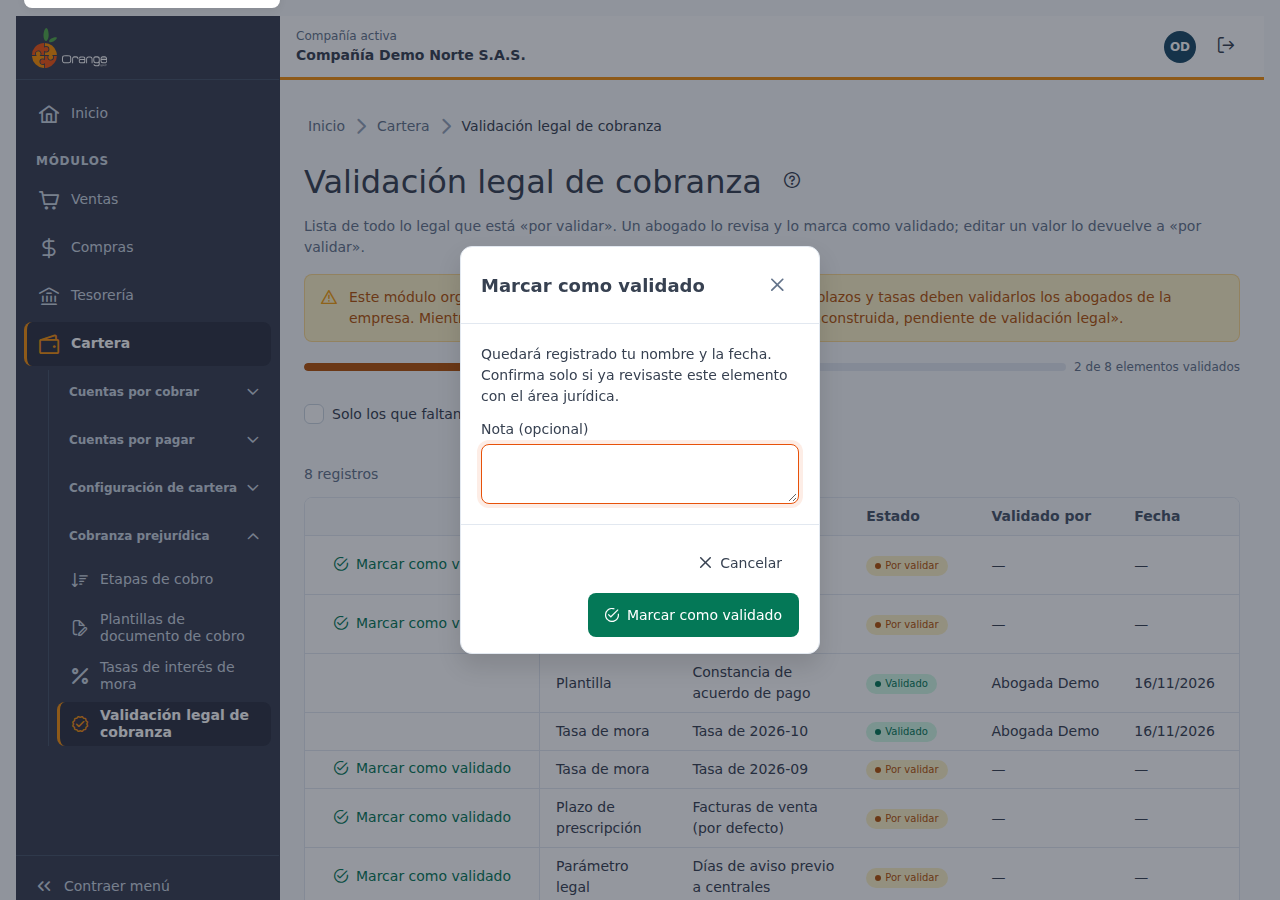 Orange
Compañía activa
Compañía Demo Norte S.A.S.
OD
Inicio
MÓDULOS
Ventas
Compras
Tesorería
Cartera
Cuentas por cobrar
Cuentas por pagar
Configuración de cartera
Cobranza prejurídica
Etapas de cobro
Plantillas de
documento de cobro
Tasas de interés de
mora
Validación legal de
cobranza
Contraer menú
Inicio
Cartera
Validación legal de cobranza
Validación legal de cobranza
Lista de todo lo legal que está «por validar». Un abogado lo revisa y lo marca como validado; editar un valor lo devuelve a «por
validar».
Este módulo plazos y tasas deben validarlos los abogados de la
empresa. construida, pendiente de validación legal».
2 de 8 elementos validados
Solo los que faltan
8 registros
Estado Validado por Fecha
Marcar como Por validar — —
Marcar como Por validar — —
Plantilla Constancia de
acuerdo de pago Validado Abogada Demo 16/11/2026
Tasa de mora Tasa de 2026-10 Validado Abogada Demo 16/11/2026
Marcar como validado Tasa de mora Tasa de 2026-09 Por validar — —
Marcar como validado Plazo de
prescripción Facturas de venta
(por defecto) Por validar — —
Marcar como validado Parámetro
legal Días de aviso previo
a centrales Por validar — —
Marcar como validado
Quedará registrado tu nombre y la fecha.
Confirma solo si ya revisaste este elemento
con el área jurídica.
Nota (opcional)
Cancelar
Marcar como validado